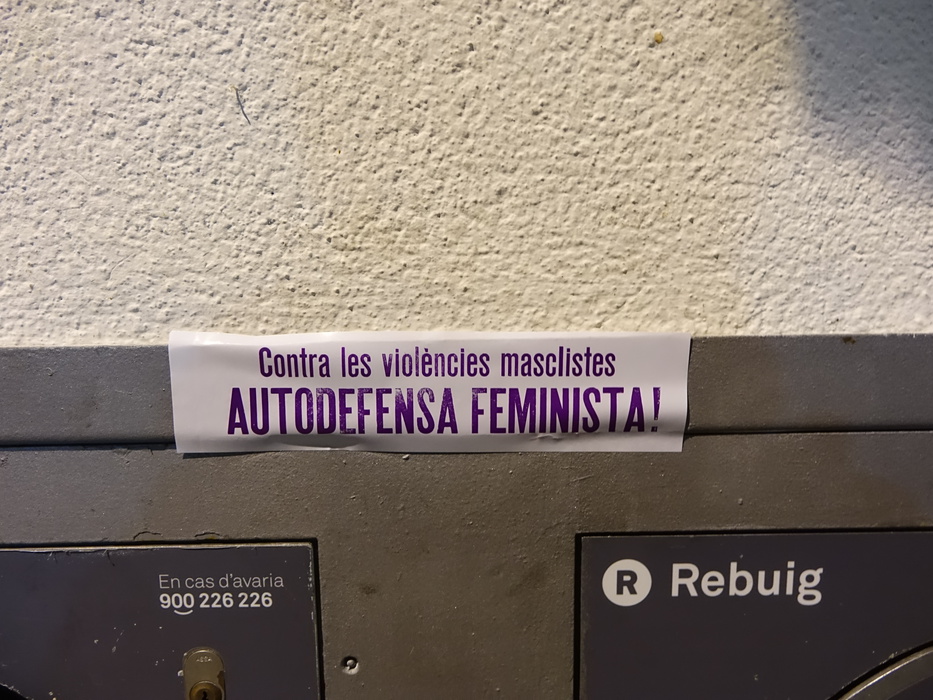 Contra les violències masclistes
AUTODEFENSA FEMINISTA!
En cas d'avaria
900 226 226
R Rebuig